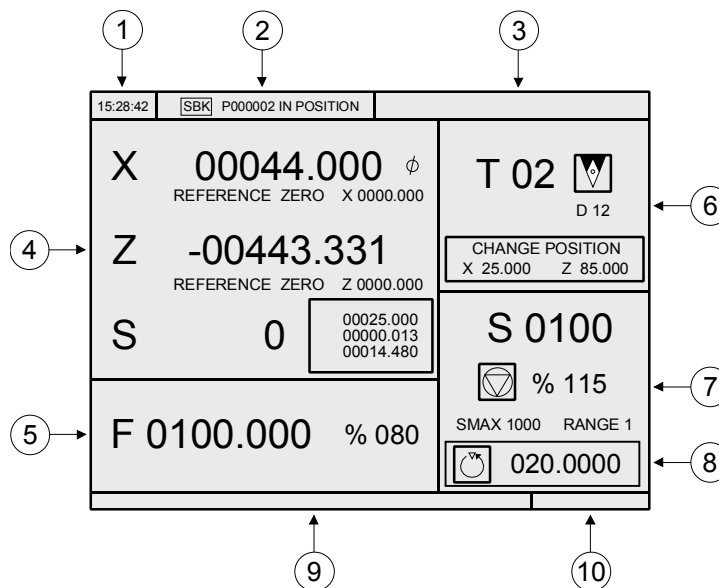 1 2 3
15:28:42 SBK P000002 IN POSITION
X 00044.000 ϕ
REFERENCE ZERO X 0000.000
Z -00443.331
REFERENCE ZERO Z 0000.000
S 0
00025.000
00000.013
00014.480
4
F 0100.000 % 080
5
T 02
D 12
6
CHANGE POSITION
X 25.000 Z 85.000
S 0100
% 115
7
SMAX 1000 RANGE 1
020.0000
8
9 10